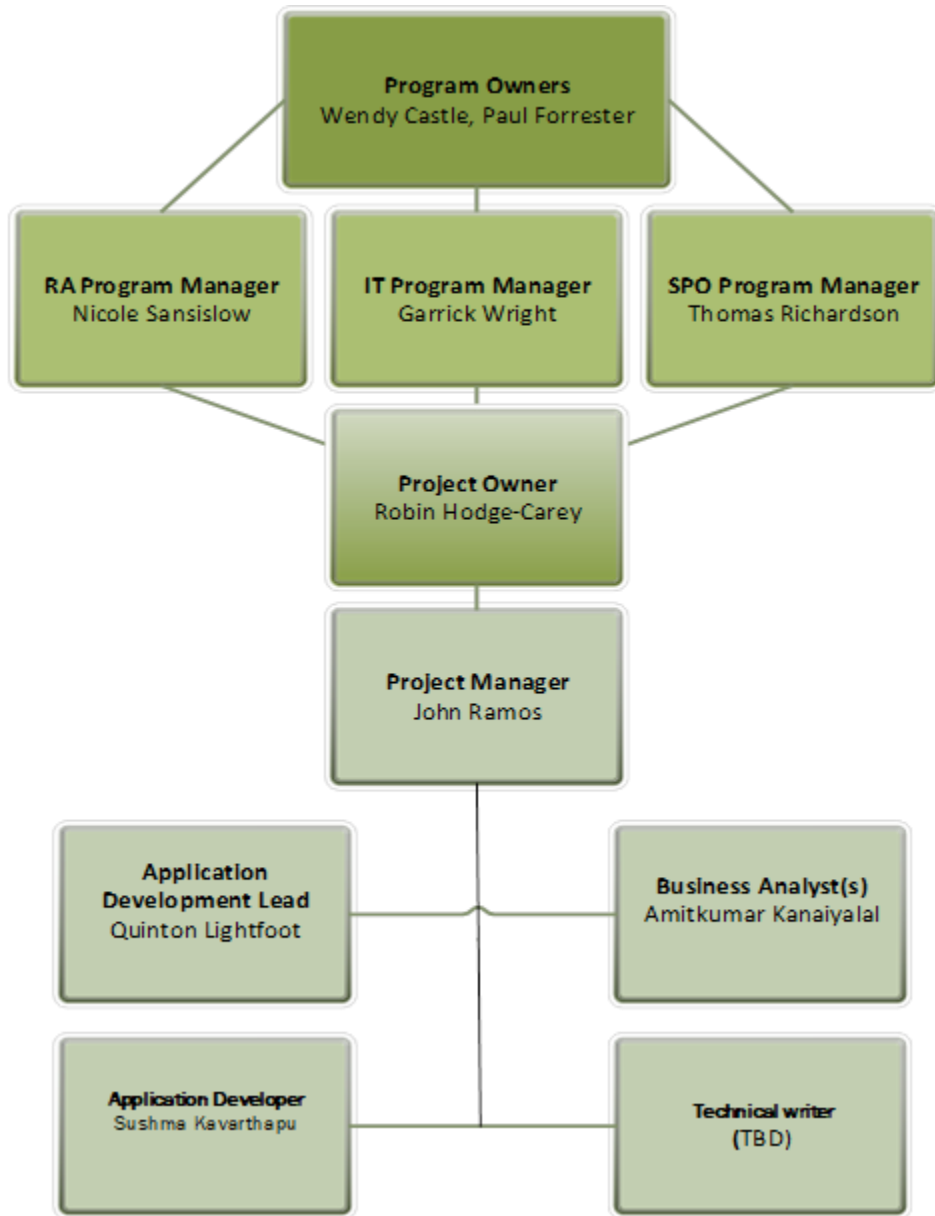 Program Owners
Wendy Castle, Paul Forrester
RA Program Manager
Nicole Sansislow
IT Program Manager
Garrick Wright
SPO Program Manager
Thomas Richardson
Project Owner
Robin Hodge-Carey
Project Manager
John Ramos
Application
Development Lead
Quinton Lightfoot
Business Analyst(s)
Amitkumar Kanaiyalal
Application Developer
Sushma Kavarthapu
Technical writer
(TBD)